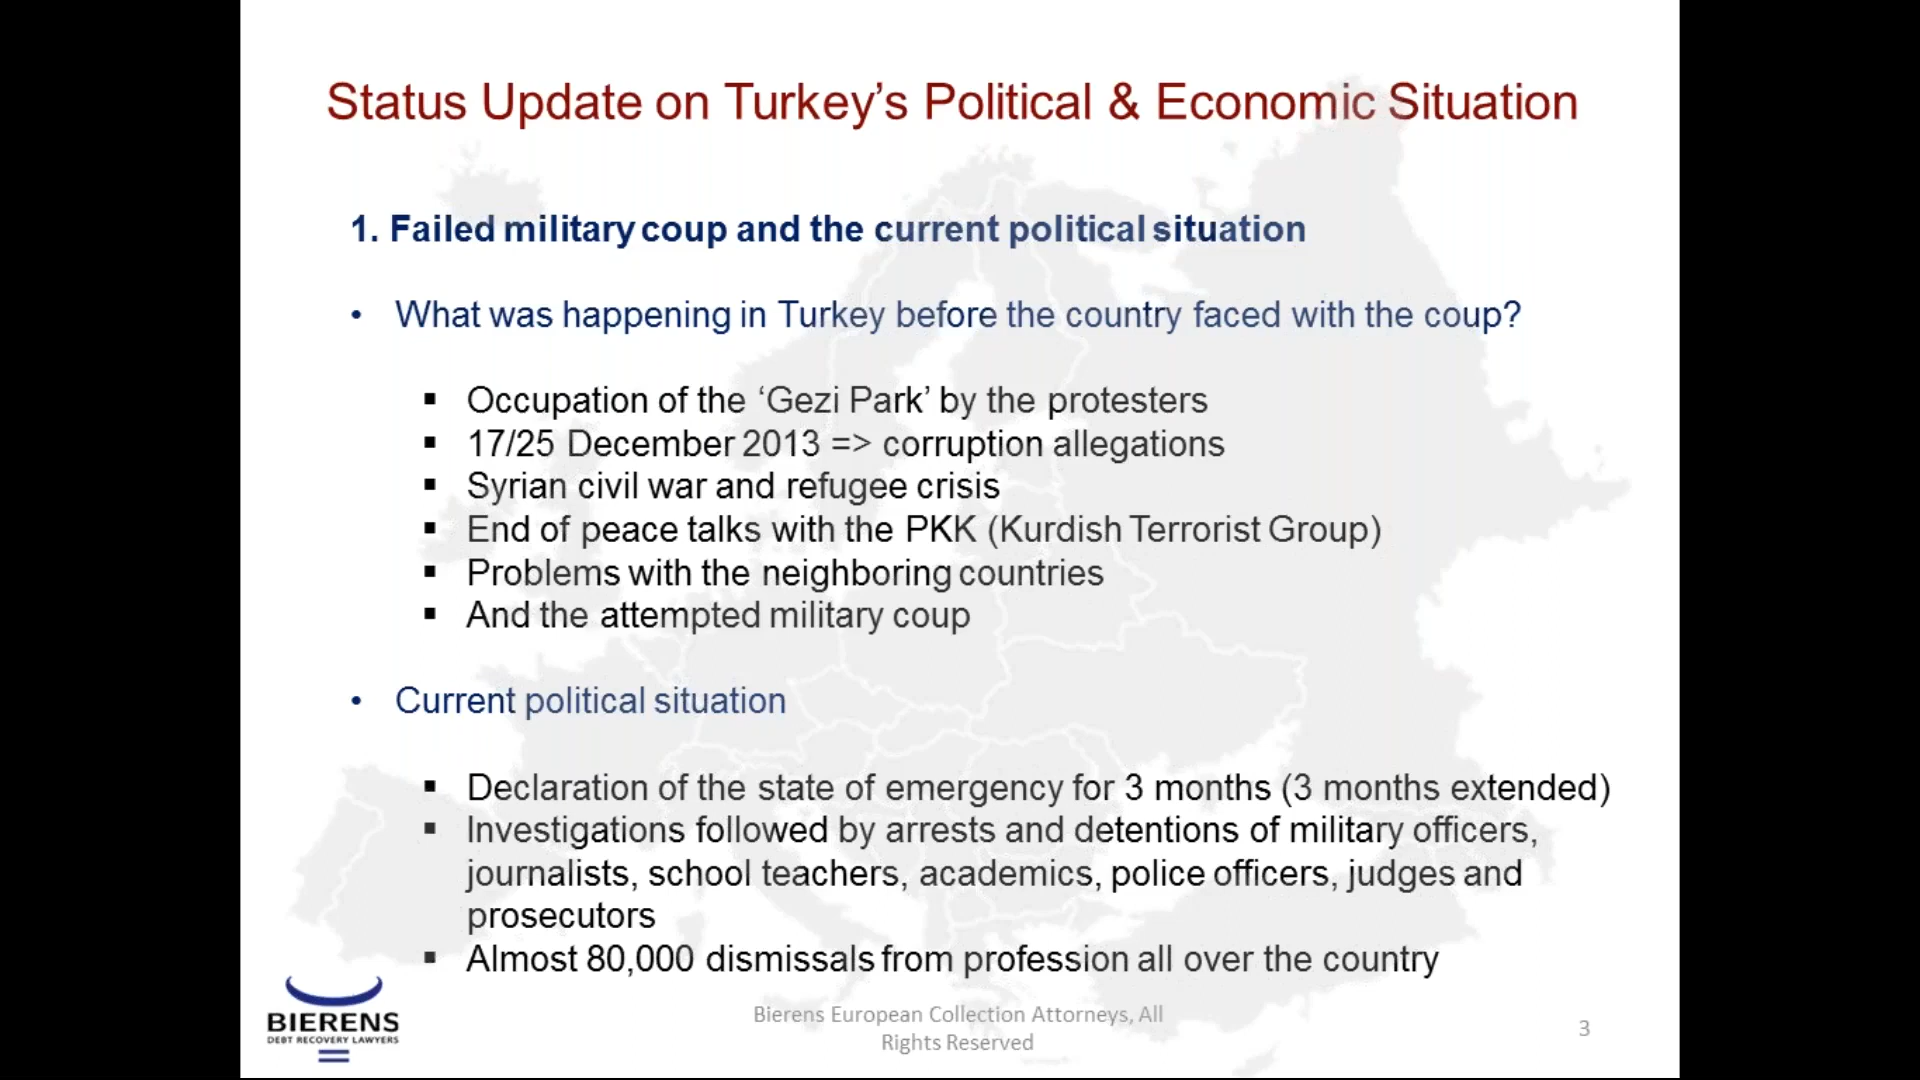 Status Update on Turkey’s Political & Economic Situation
1. Failed military coup and the current political situation
• What was happening in Turkey before the country faced with the coup?
▪ Occupation of the ‘Gezi Park’ by the protesters
▪ 17/25 December 2013 => corruption allegations
▪ Syrian civil war and refugee crisis
▪ End of peace talks with the PKK (Kurdish Terrorist Group)
▪ Problems with the neighboring countries
▪ And the attempted military coup
• Current political situation
▪ Declaration of the state of emergency for 3 months (3 months extended)
▪ Investigations followed by arrests and detentions of military officers,
journalists, school teachers, academics, police officers, judges and
prosecutors
▪ Almost 80,000 dismissals from profession all over the country
BIERENS
DEBT RECOVERY LAWYERS
Bierens European Collection Attorneys, All
Rights Reserved
3